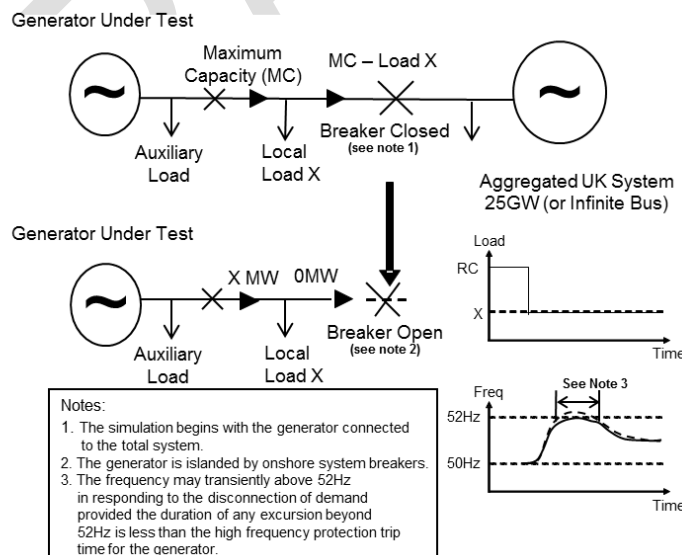 Generator Under Test
Maximum
Capacity (MC)
MC – Load X
~
~
Auxiliary
Load
Local
Load X
Breaker Closed
(see note 1)
Aggregated UK System
25GW (or Infinite Bus)
Generator Under Test
~
X MW
0MW
Auxiliary
Load
Local
Load X
Breaker Open
(see note 2)
Load
RC
X
Time
Freq
See Note 3
52Hz
50Hz
Time
Notes:
1. The simulation begins with the generator connected
to the total system.
2. The generator is islanded by onshore system breakers.
3. The frequency may transiently above 52Hz
in responding to the disconnection of demand
provided the duration of any excursion beyond
52Hz is less than the high frequency protection trip
time for the generator.